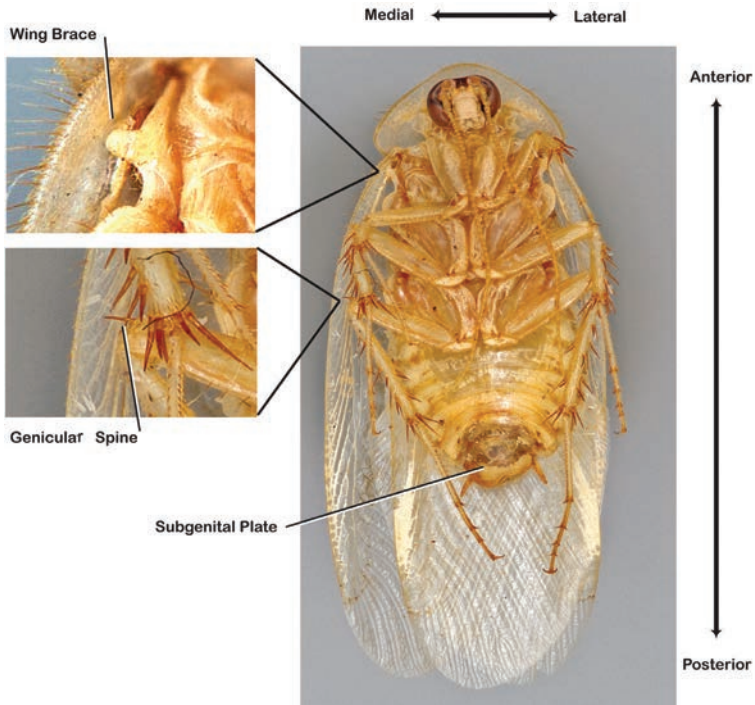 Medial Lateral
Wing Brace
Anterior
Genicular Spine
Subgenital Plate
Posterior